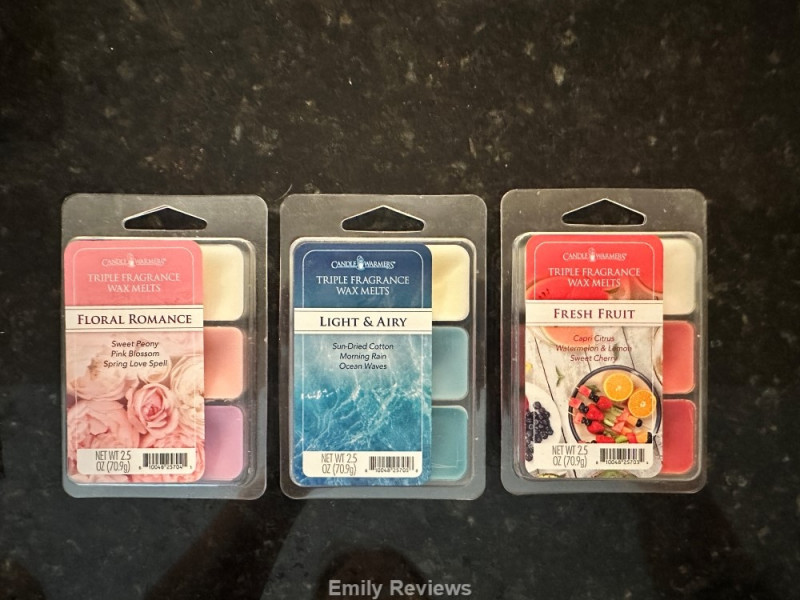 CANDLE WARMERS
TRIPLE FRAGRANCE
WAX MELTS
FLORAL ROMANCE
Sweet Peony
Pink Blossom
Spring Love Spell
NET WT 2.5
OZ (70.9g)
CANDLE WARMERS
TRIPLE FRAGRANCE
WAX MELTS
LIGHT & AIRY
Sun-Dried Cotton
Morning Rain
Ocean Waves
NET WT 2.5
OZ (70.9g)
CANDLE WARMERS
TRIPLE FRAGRANCE
WAX MELTS
FRESH FRUIT
Capri Citrus
Watermelon & Lemon
Sweet Cherry
NET WT 2.5
OZ (70.9g)
Emily Reviews